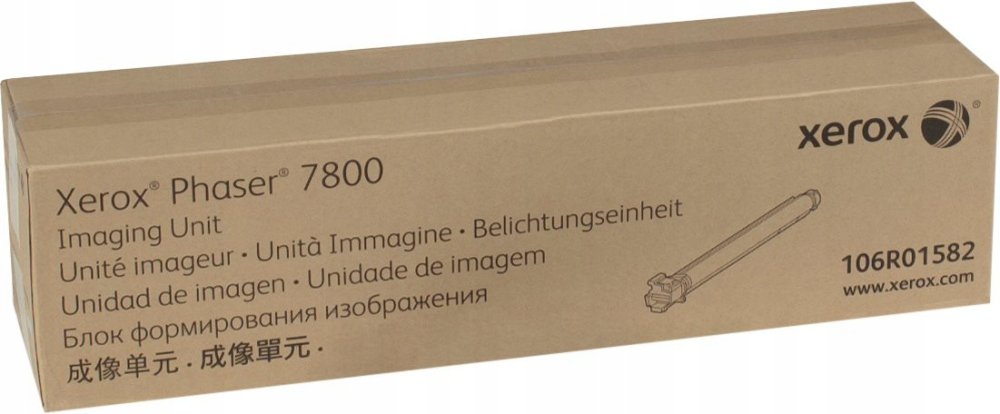 xerox
Xerox® Phaser® 7800
Imaging Unit
Unité imageur · Unità Immagine · Belichtungseinheit
Unidad de imagen · Unidade de imagem
Блок формирования изображения
成像单元 · 成像單元 ·
106R01582
www.xerox.com